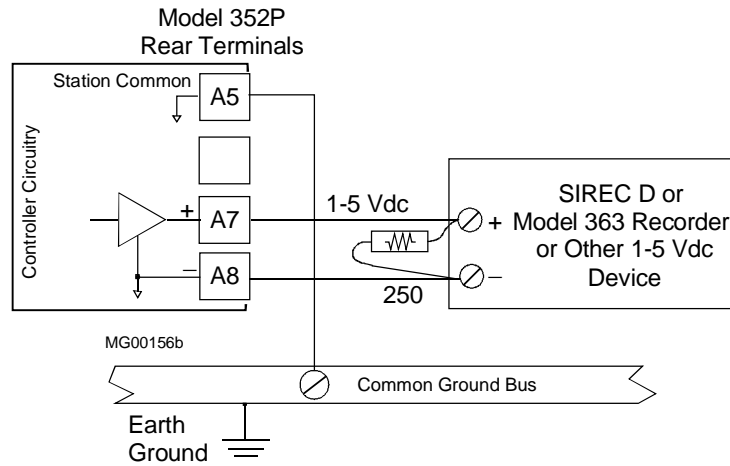 Model 352P
Rear Terminals
Station Common
A5
Controller Circuitry
+
A7
1-5 Vdc
+
−
A8
250
−
SIREC D or
Model 363 Recorder
or Other 1-5 Vdc
Device
MG00156b
Common Ground Bus
Earth
Ground